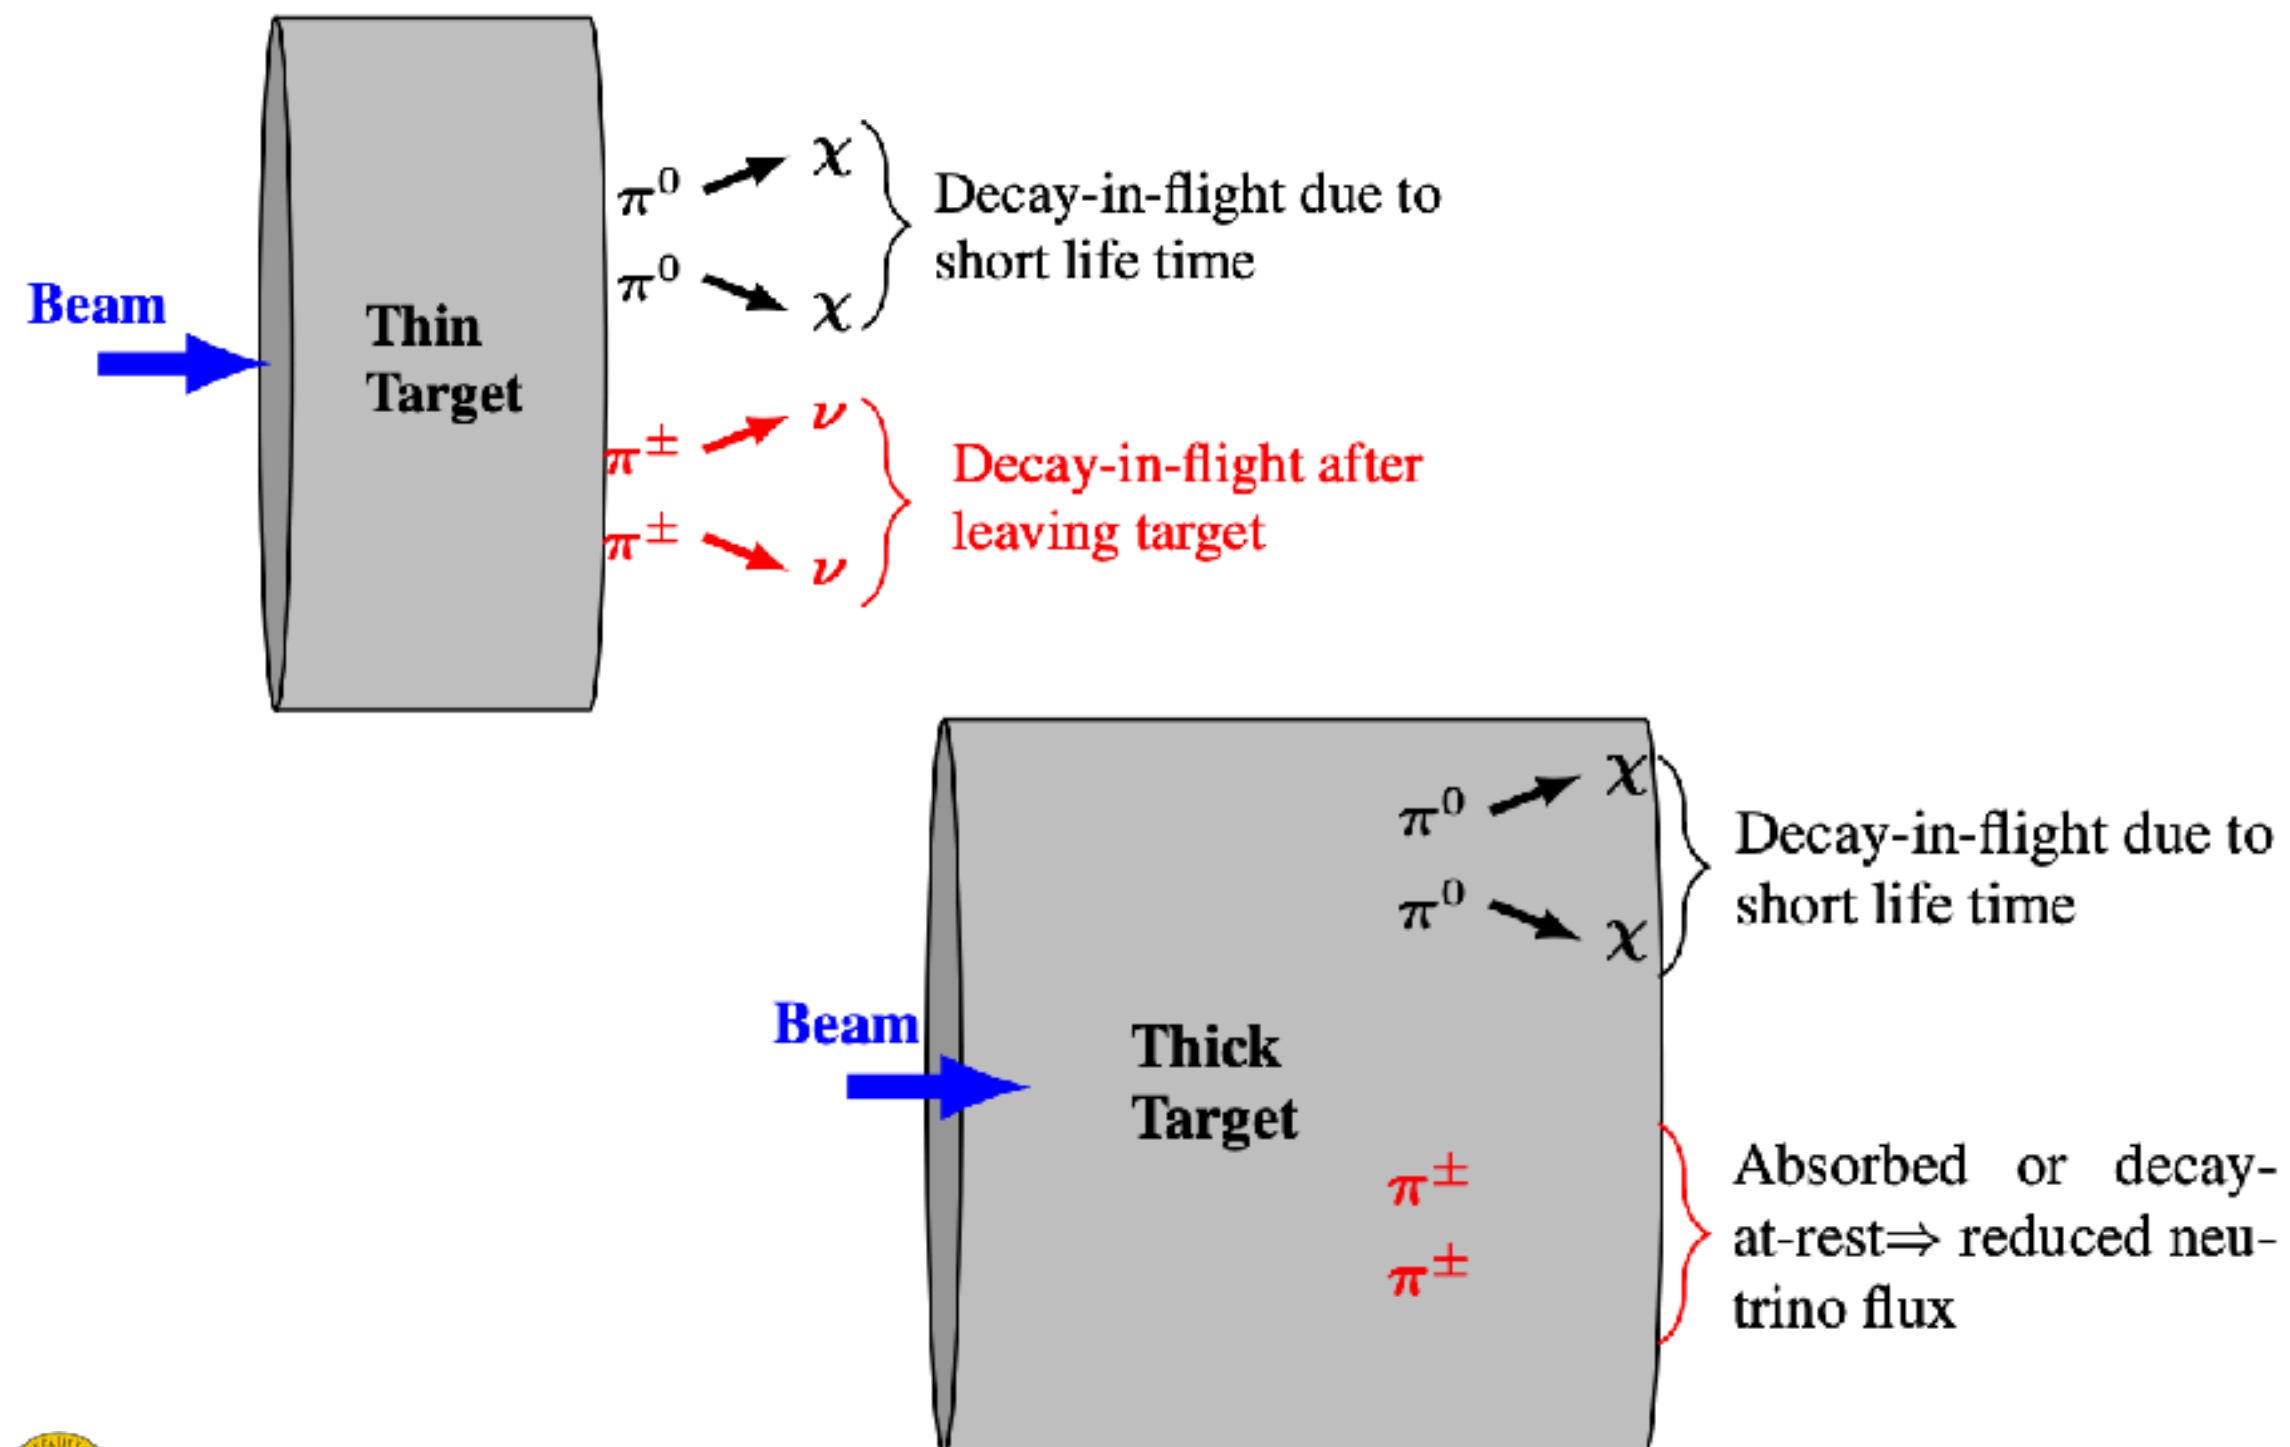 π⁰ χ
Decay-in-flight due to
short life time
π⁰ χ
Beam
Thin
Target
π± ν
Decay-in-flight after
leaving target
π± ν
π⁰ χ
Decay-in-flight due to
short life time
π⁰ χ
Beam
Thick
Target
π±
π±
Absorbed or decay-
at-rest⇒ reduced neu-
trino flux